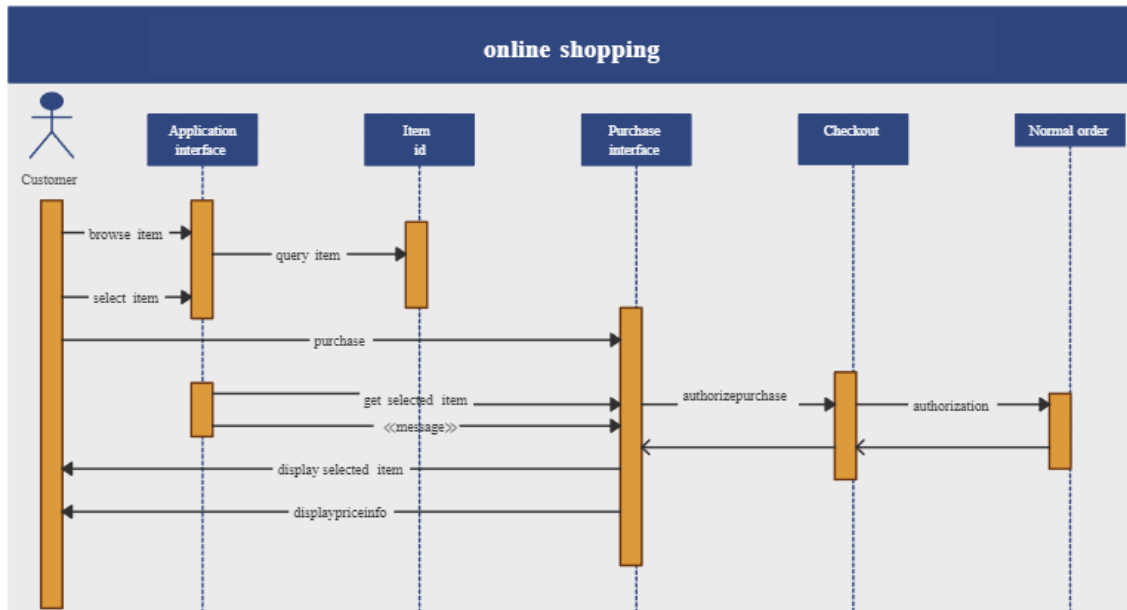 online shopping
Application
interface
Item
id
Purchase
interface
Checkout
Normal order
Customer
browse item
query item
select item
purchase
get selected item
authorizepurchase
authorization
≪message≫
display selected item
displaypriceinfo